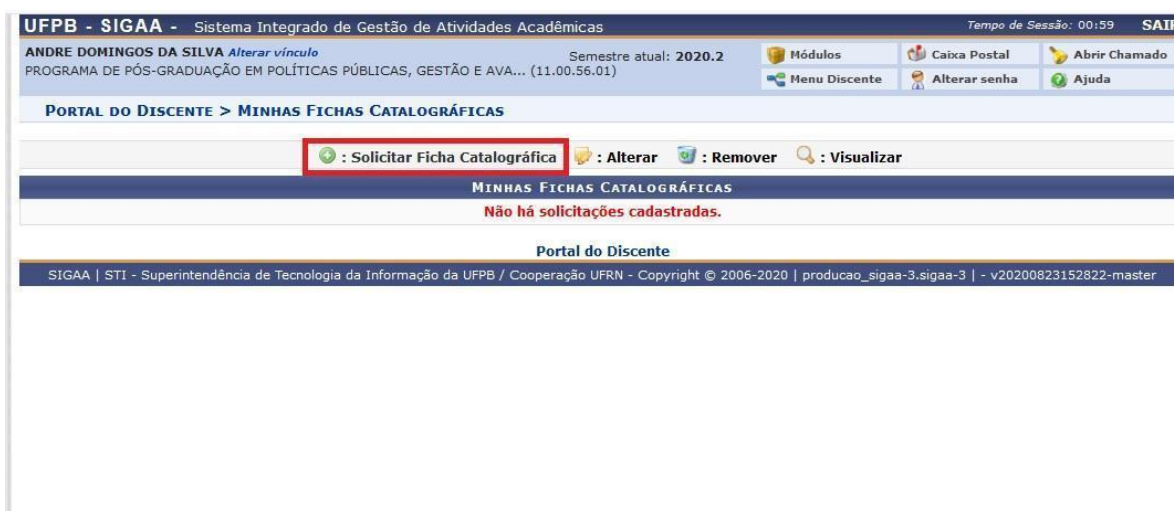 UFPB - SIGAA - Sistema Integrado de Gestão de Atividades Acadêmicas Tempo de Sessão: 00:59 SAIR
ANDRE DOMINGOS DA SILVA Alterar vínculo Semestre atual: 2020.2 Módulos Caixa Postal Abrir Chamado
PROGRAMA DE PÓS-GRADUAÇÃO EM POLÍTICAS PÚBLICAS, GESTÃO E AVA... (11.00.56.01) Menu Discente Alterar senha Ajuda
PORTAL DO DISCENTE > MINHAS FICHAS CATALOGRÁFICAS
: Solicitar Ficha Catalográfica : Alterar : Remover : Visualizar
MINHAS FICHAS CATALOGRÁFICAS
Não há solicitações cadastradas.
Portal do Discente
SIGAA | STI - Superintendência de Tecnologia da Informação da UFPB / Cooperação UFRN - Copyright © 2006-2020 | producao_sigaa-3.sigaa-3 | - v20200823152822-master